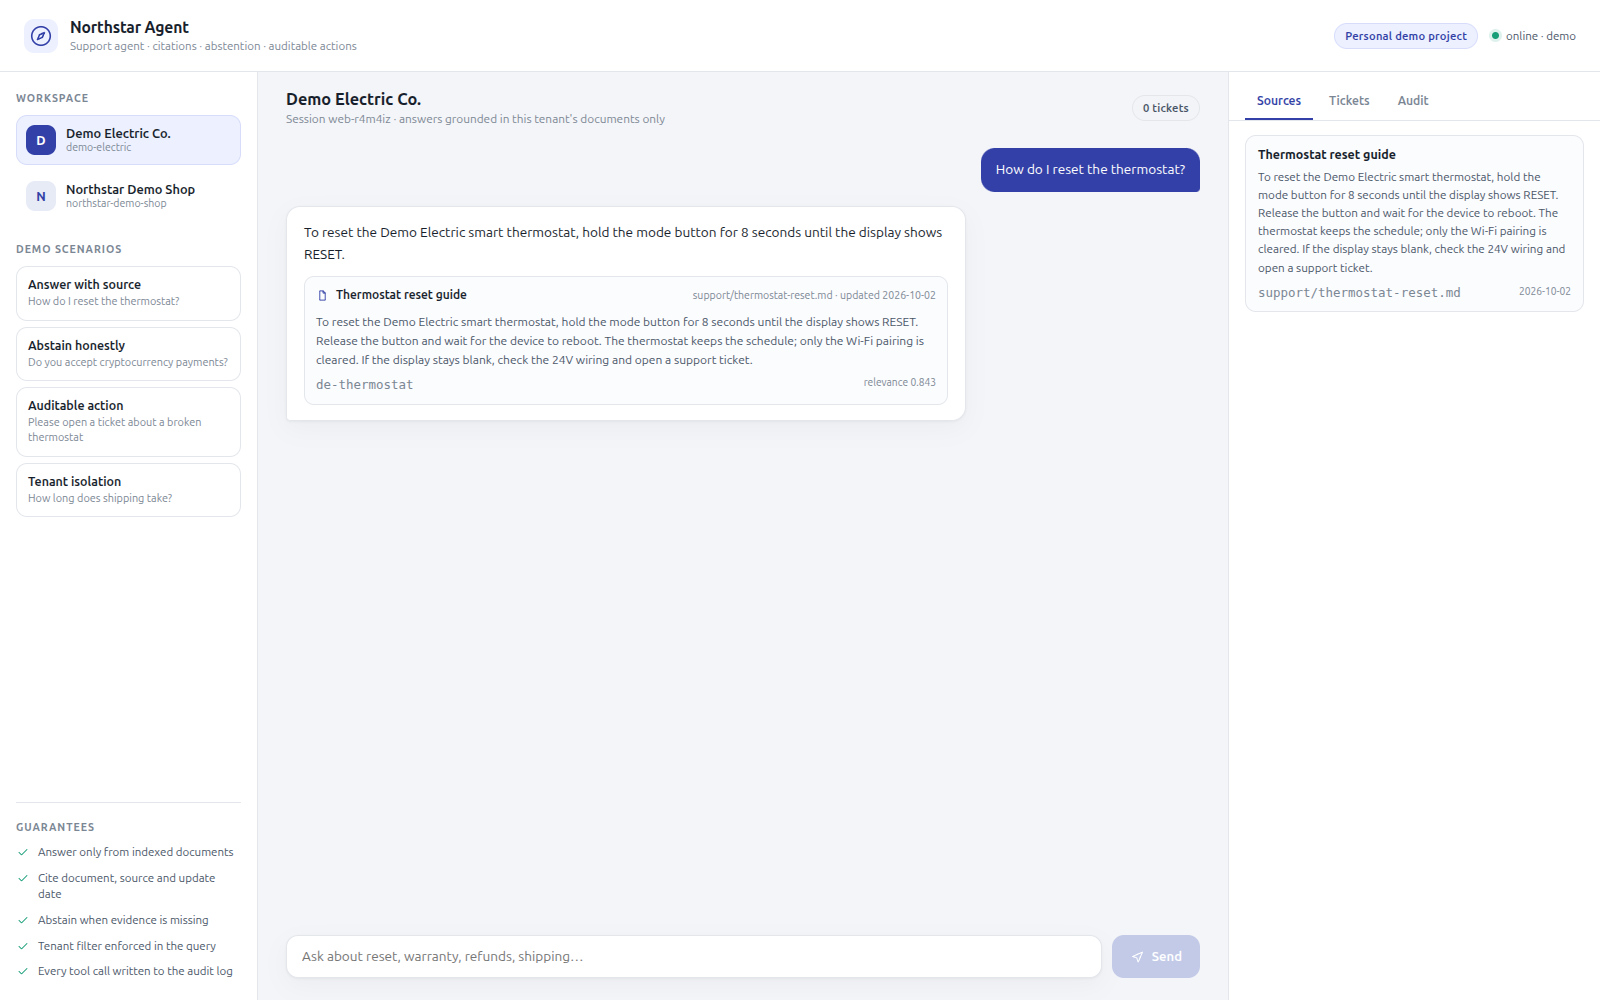 Northstar Agent
Support agent · citations · abstention · auditable actions
Personal demo project
online · demo
WORKSPACE
D
Demo Electric Co.
demo-electric
N
Northstar Demo Shop
northstar-demo-shop
DEMO SCENARIOS
Answer with source
How do I reset the thermostat?
Abstain honestly
Do you accept cryptocurrency payments?
Auditable action
Please open a ticket about a broken
thermostat
Tenant isolation
How long does shipping take?
GUARANTEES
Answer only from indexed documents
Cite document, source and update
date
Abstain when evidence is missing
Tenant filter enforced in the query
Every tool call written to the audit log
Demo Electric Co.
Session web-r4m4iz · answers grounded in this tenant's documents only
0 tickets
How do I reset the thermostat?
To reset the Demo Electric smart thermostat, hold the mode button for 8 seconds until the display shows
RESET.
Thermostat reset guide
support/thermostat-reset.md · updated 2026-10-02
To reset the Demo Electric smart thermostat, hold the mode button for 8 seconds until the display shows RESET.
Release the button and wait for the device to reboot. The thermostat keeps the schedule; only the Wi-Fi pairing is
cleared. If the display stays blank, check the 24V wiring and open a support ticket.
de-thermostat
relevance 0.843
Ask about reset, warranty, refunds, shipping…
Send
Sources
Tickets
Audit
Thermostat reset guide
To reset the Demo Electric smart thermostat, hold the
mode button for 8 seconds until the display shows RESET.
Release the button and wait for the device to reboot. The
thermostat keeps the schedule; only the Wi-Fi pairing is
cleared. If the display stays blank, check the 24V wiring and
open a support ticket.
support/thermostat-reset.md
2026-10-02